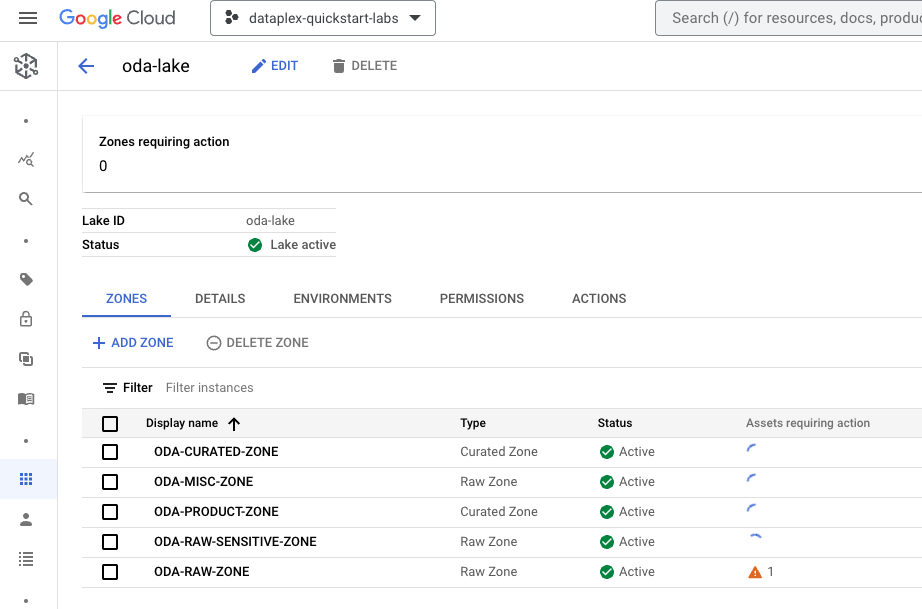 Google Cloud
dataplex-quickstart-labs
Search (/) for resources, docs, produc
oda-lake
EDIT
DELETE
Zones requiring action
0
Lake ID oda-lake
Status Lake active
ZONES DETAILS ENVIRONMENTS PERMISSIONS ACTIONS
ADD ZONE DELETE ZONE
Filter Filter instances
Display name Type Status Assets requiring action
ODA-CURATED-ZONE Curated Zone Active
ODA-MISC-ZONE Raw Zone Active
ODA-PRODUCT-ZONE Curated Zone Active
ODA-RAW-SENSITIVE-ZONE Raw Zone Active
ODA-RAW-ZONE Raw Zone Active 1